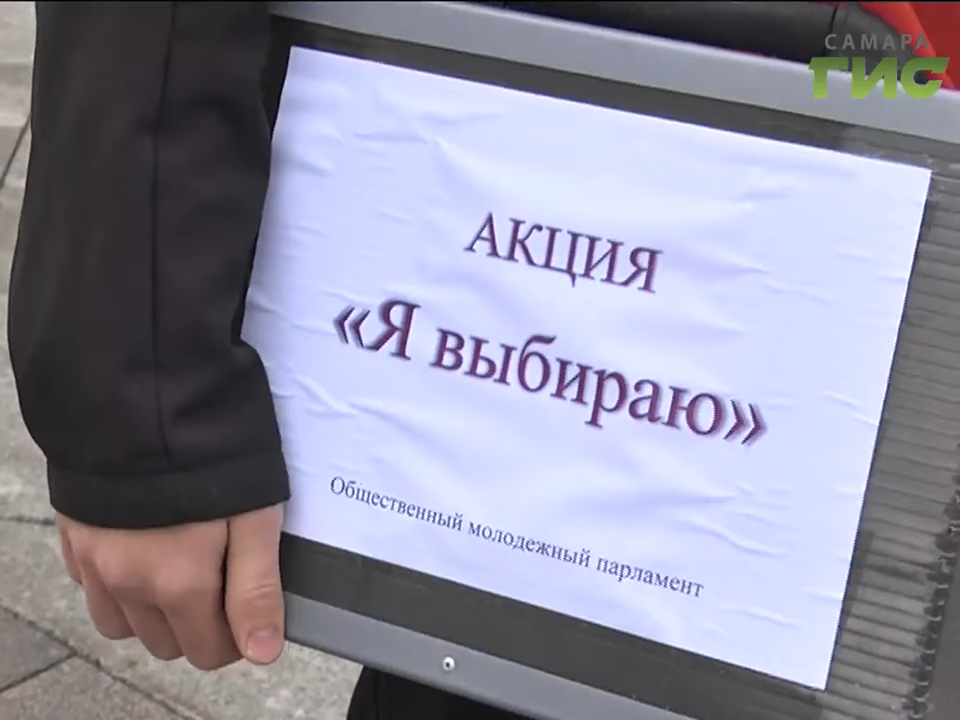 САМАРА
ГИС
АКЦИЯ
«Я выбираю»
Общественный молодежный парламент